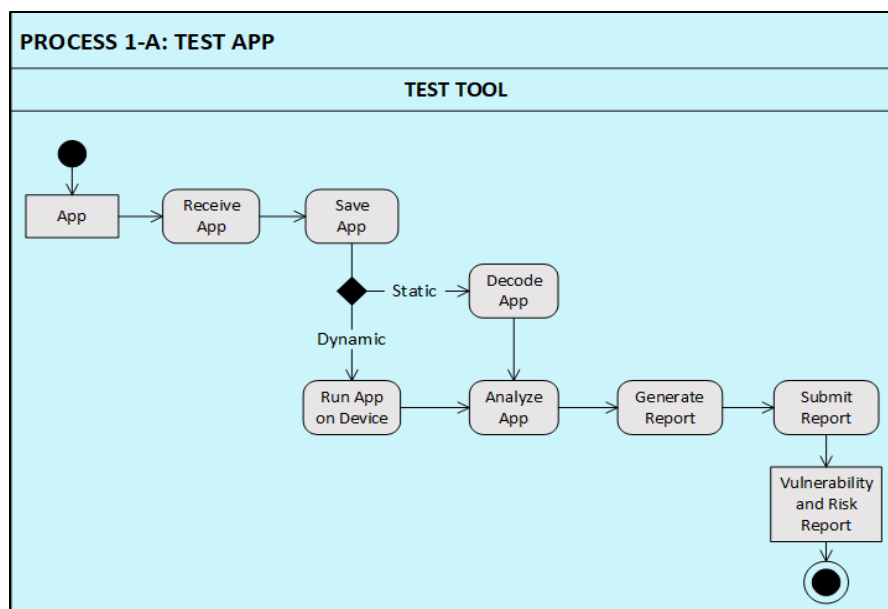 PROCESS 1-A: TEST APP
TEST TOOL
App
Receive
App
Save
App
Static
Decode
App
Dynamic
Run App
on Device
Analyze
App
Generate
Report
Submit
Report
Vulnerability
and Risk
Report